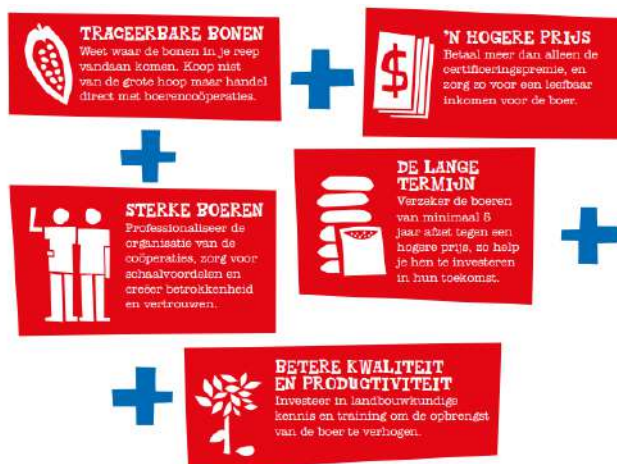 TRACEERBARE BONEN
Weet waar de bonen in je reep
vandaan komen. Koop niet
van de grote hoop maar handel
direct met boerencoöperaties.
'N HOGERE PRIJS
Betaal meer dan alleen de
certificeringspremie, en
zorg zo voor een leefbaar
inkomen voor de boer.
STERKE BOEREN
Professionaliseer de
organisatie van de
coöperaties, zorg voor
schaalvoordelen en
creëer betrokkenheid
en vertrouwen.
DE LANGE
TERMIJN
Verzeker de boeren
van minimaal 5
jaar afzet tegen een
hogere prijs, zo help
je hen te investeren
in hun toekomst.
BETERE KWALITEIT
EN PRODUCTIVITEIT
Investeer in landbouwkundige
kennis en training om de opbrengst
van de boer te verhogen.